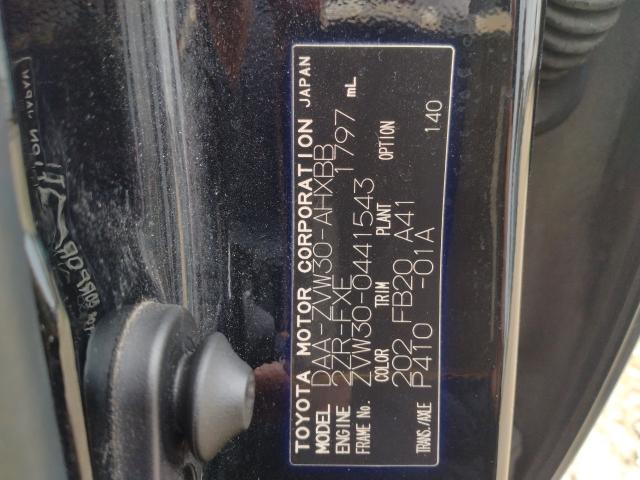 TOYOTA MOTOR CORPORATION JAPAN
MODEL DAA-ZVW30-AHXBB
ENGINE 2ZR-FXE 1797 mL
FRAME No. ZVW30-0441543
COLOR TRIM PLANT OPTION
202 FB20 A41
TRANS./AXLE P410 -01A 140